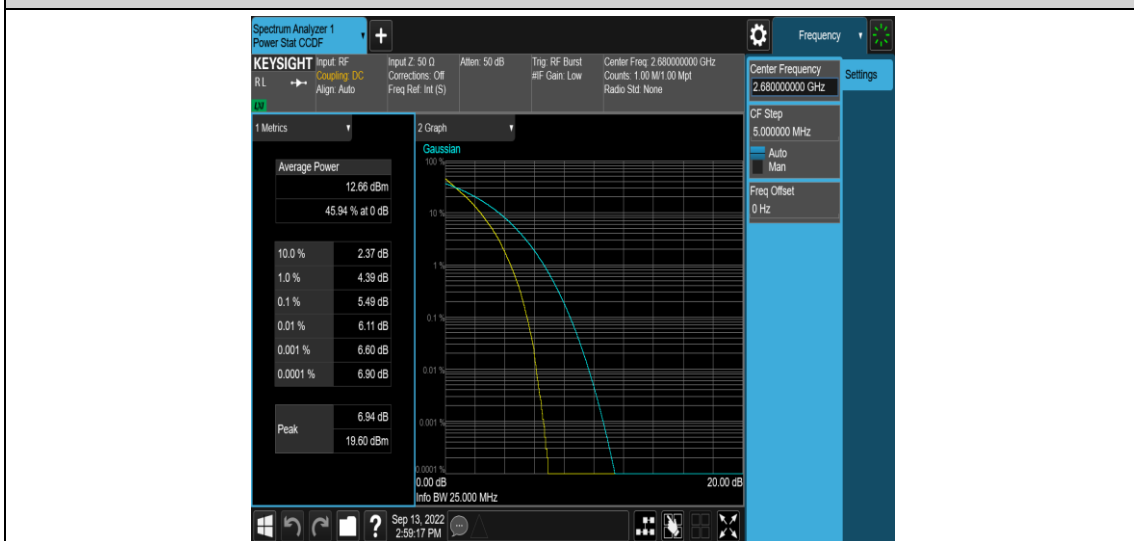 Spectrum Analyzer 1
Power Stat CCDF
+
Frequency
KEYSIGHT
R L
LNI
Input: RF
Coupling: DC
Align: Auto
Input Z: 50 Ω
Corrections: Off
Freq Ref: Int (S)
Atten: 50 dB
Trig: RF Burst
#IF Gain: Low
Center Freq: 2.680000000 GHz
Counts: 1.00 M/1.00 Mpt
Radio Std: None
Center Frequency
2.680000000 GHz
Settings
CF Step
5.000000 MHz
Auto
Man
Freq Offset
0 Hz
1 Metrics
Average Power
12.66 dBm
45.94 % at 0 dB
10.0 % 2.37 dB
1.0 % 4.39 dB
0.1 % 5.49 dB
0.01 % 6.11 dB
0.001 % 6.60 dB
0.0001 % 6.90 dB
Peak
6.94 dB
19.60 dBm
2 Graph
Gaussian
100 %
10 %
1 %
0.1 %
0.01 %
0.001 %
0.0001 %
0.00 dB 20.00 dB
Info BW 25.000 MHz
?
Sep 13, 2022
2:59:17 PM